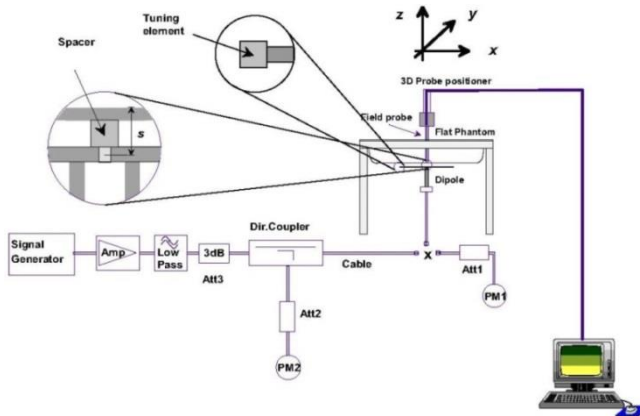 Tuning
element
Spacer
s
z
y
x
3D Probe positioner
Field probe
Flat Phantom
Dipole
Signal
Generator
Amp
Low
Pass
3dB
Att3
Dir.Coupler
Cable
X
Att1
PM1
Att2
PM2